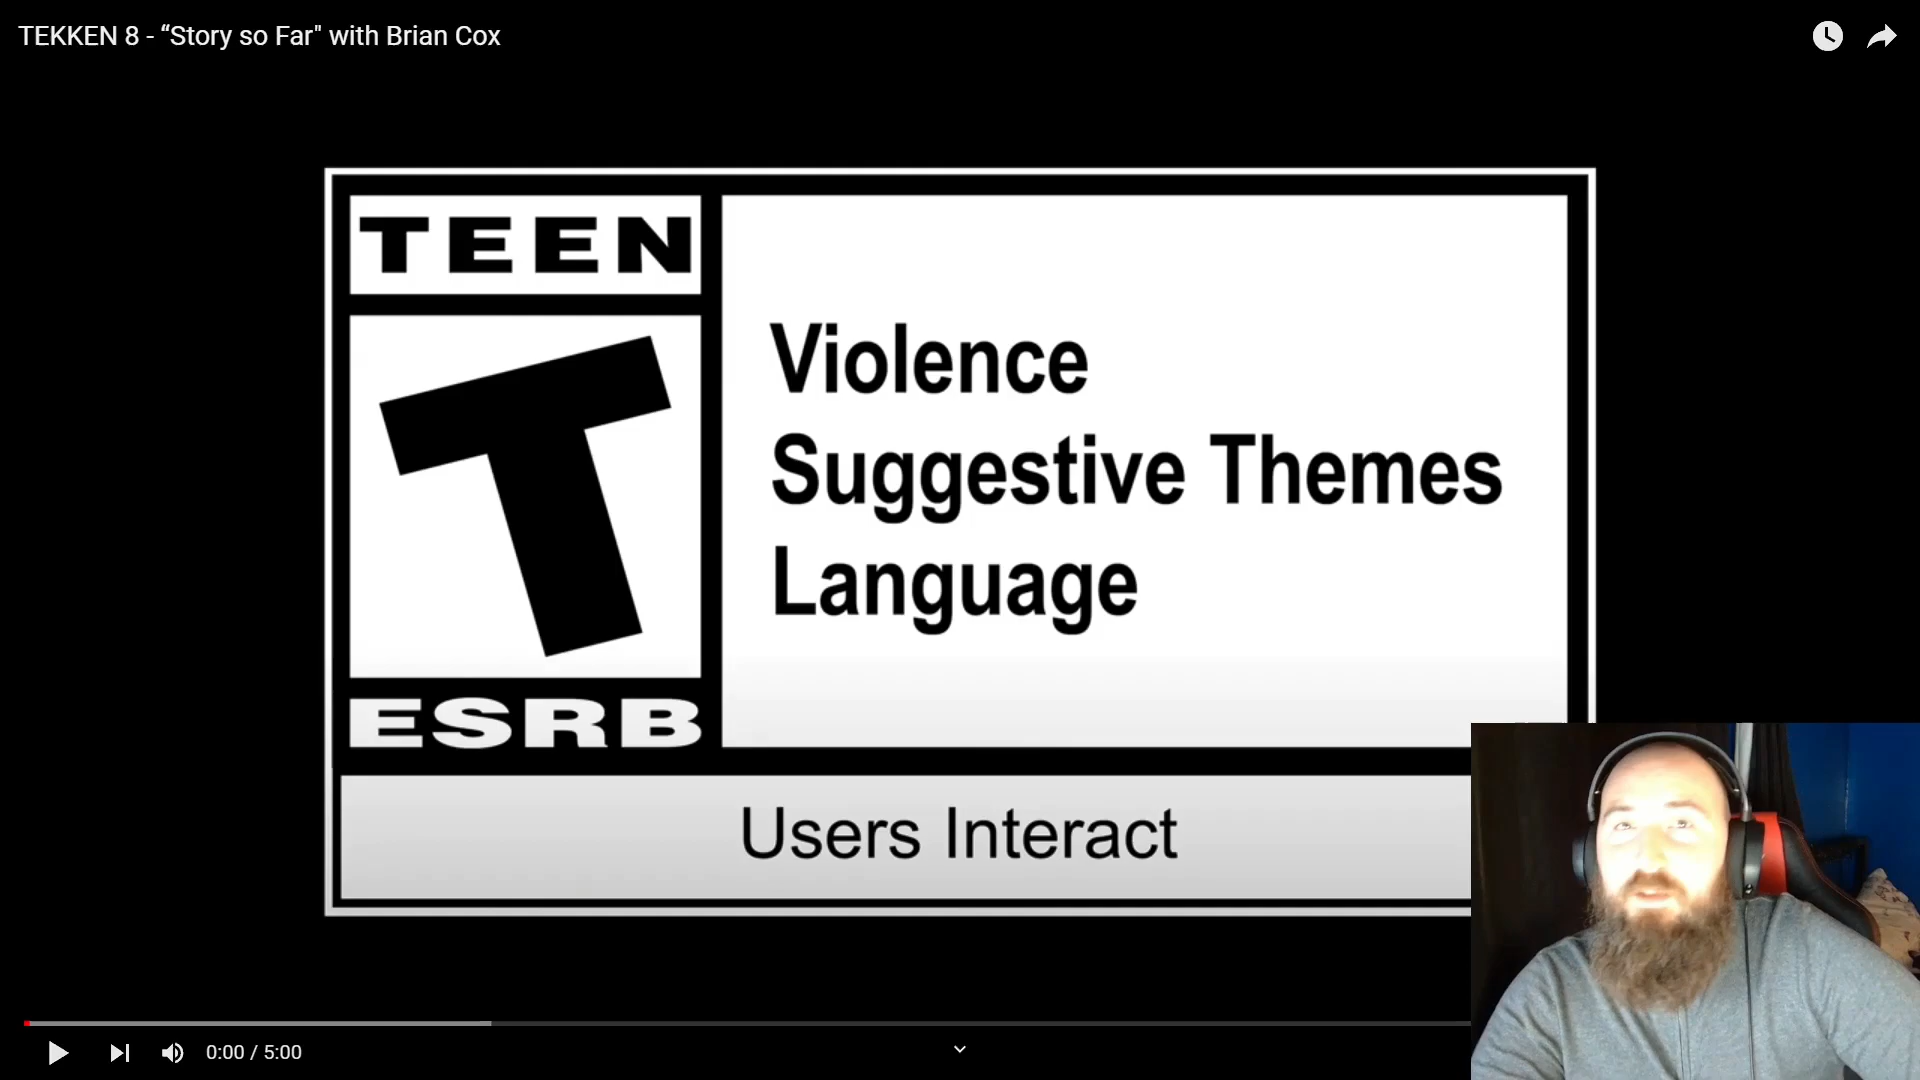 TEKKEN 8 - “Story so Far" with Brian Cox
TEEN
T
ESRB
Violence
Suggestive Themes
Language
Users Interact
0:00 / 5:00